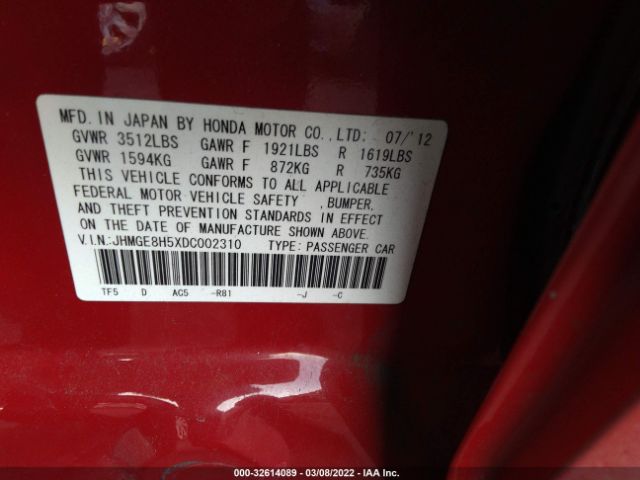 MFD. IN JAPAN BY HONDA MOTOR CO., LTD: 07/'12
GVWR 3512LBS GAWR F 1921LBS R 1619LBS
GVWR 1594KG GAWR F 872KG R 735KG
THIS VEHICLE CONFORMS TO ALL APPLICABLE
FEDERAL MOTOR VEHICLE SAFETY ,BUMPER,
AND THEFT PREVENTION STANDARDS IN EFFECT
ON THE DATE OF MANUFACTURE SHOWN ABOVE.
V.I.N.:JHMGE8H5XDC002310 TYPE: PASSENGER CAR
TF5 D AC5 -R81 -J -C
000-32614089 - 03/08/2022 - IAA Inc.